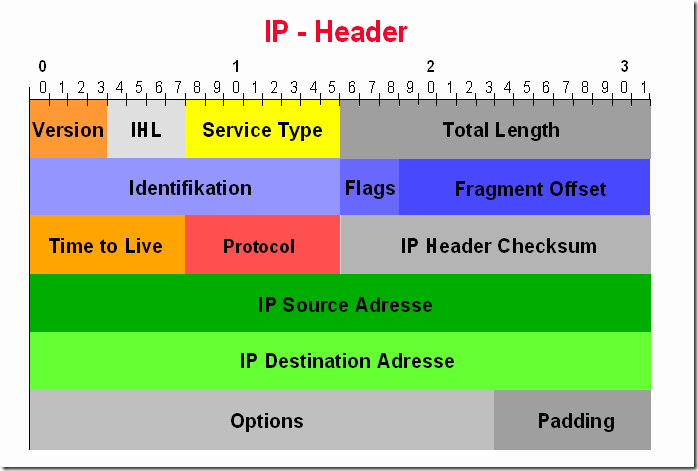 IP - Header
0 1 2 3
0 1 2 3 4 5 6 7 8 9 0 1 2 3 4 5 6 7 8 9 0 1 2 3 4 5 6 7 8 9 0 1
Version IHL Service Type Total Length
Identifikation Flags Fragment Offset
Time to Live Protocol IP Header Checksum
IP Source Adresse
IP Destination Adresse
Options Padding